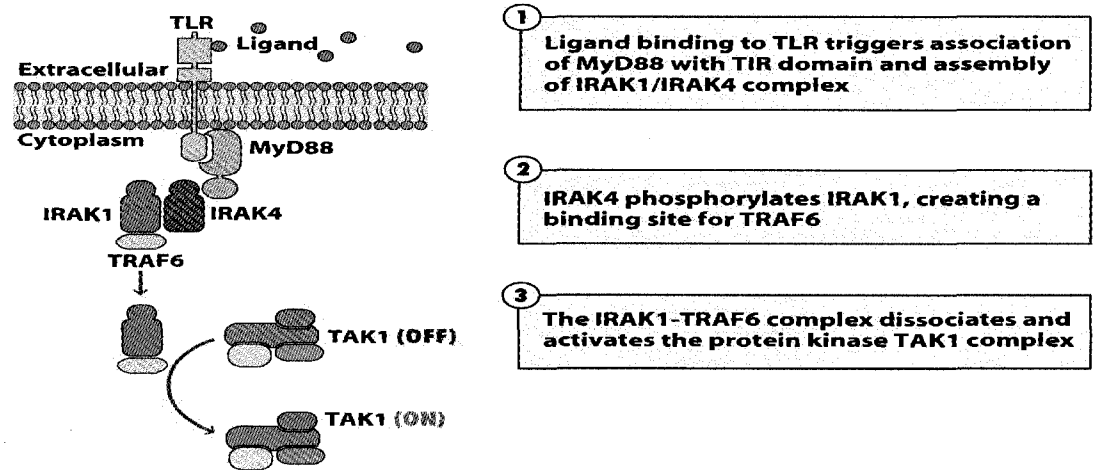 TLR
Ligand
Extracellular
Cytoplasm
MyD88
IRAK1
IRAK4
TRAF6
TAK1 (OFF)
TAK1 (ON)
1
Ligand binding to TLR triggers association
of MyD88 with TIR domain and assembly
of IRAK1/IRAK4 complex
2
IRAK4 phosphorylates IRAK1, creating a
binding site for TRAF6
3
The IRAK1-TRAF6 complex dissociates and
activates the protein kinase TAK1 complex